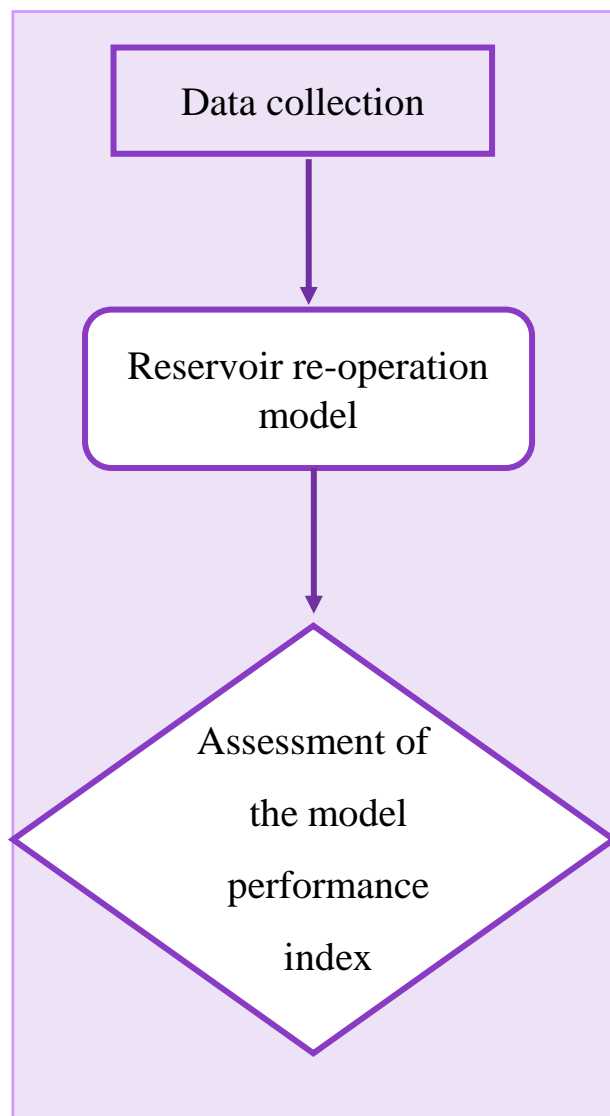 Data collection
Reservoir re-operation
model
Assessment of
the model
performance
index